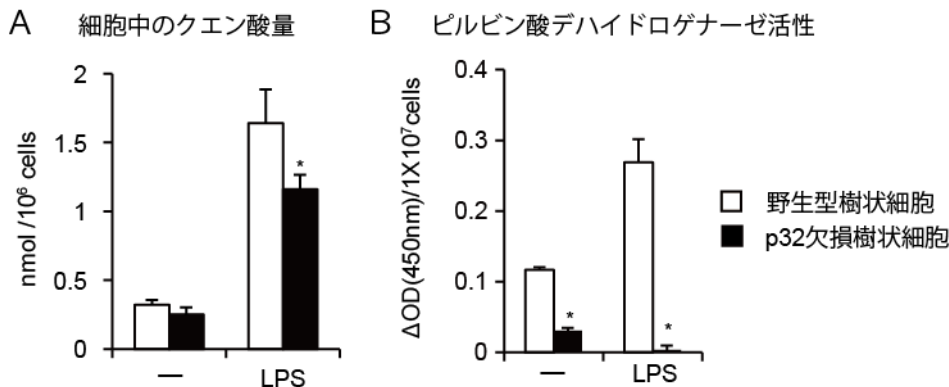 A 細胞中のクエン酸量
nmol /10⁶ cells
2
1.5
1
0.5
0
*
— LPS
B ピルビン酸デハイドロゲナーゼ活性
ΔOD(450nm)/1X10⁷cells
0.4
0.3
0.2
0.1
0
* *
— LPS
野生型樹状細胞
p32欠損樹状細胞